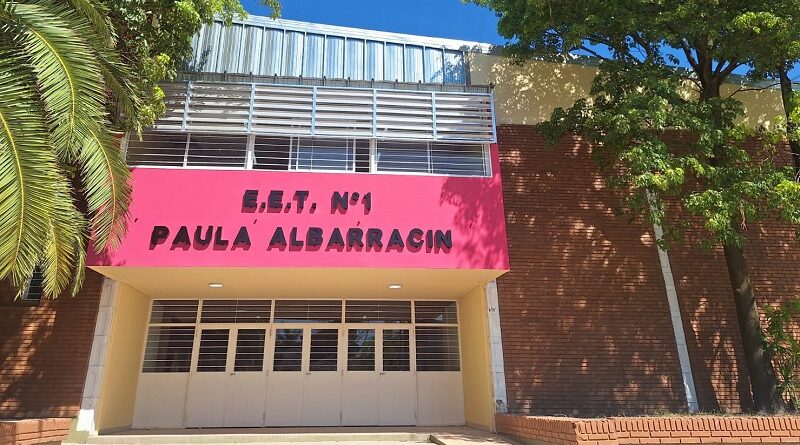 E.E.T. Nº1
PAULA ALBARRACIN